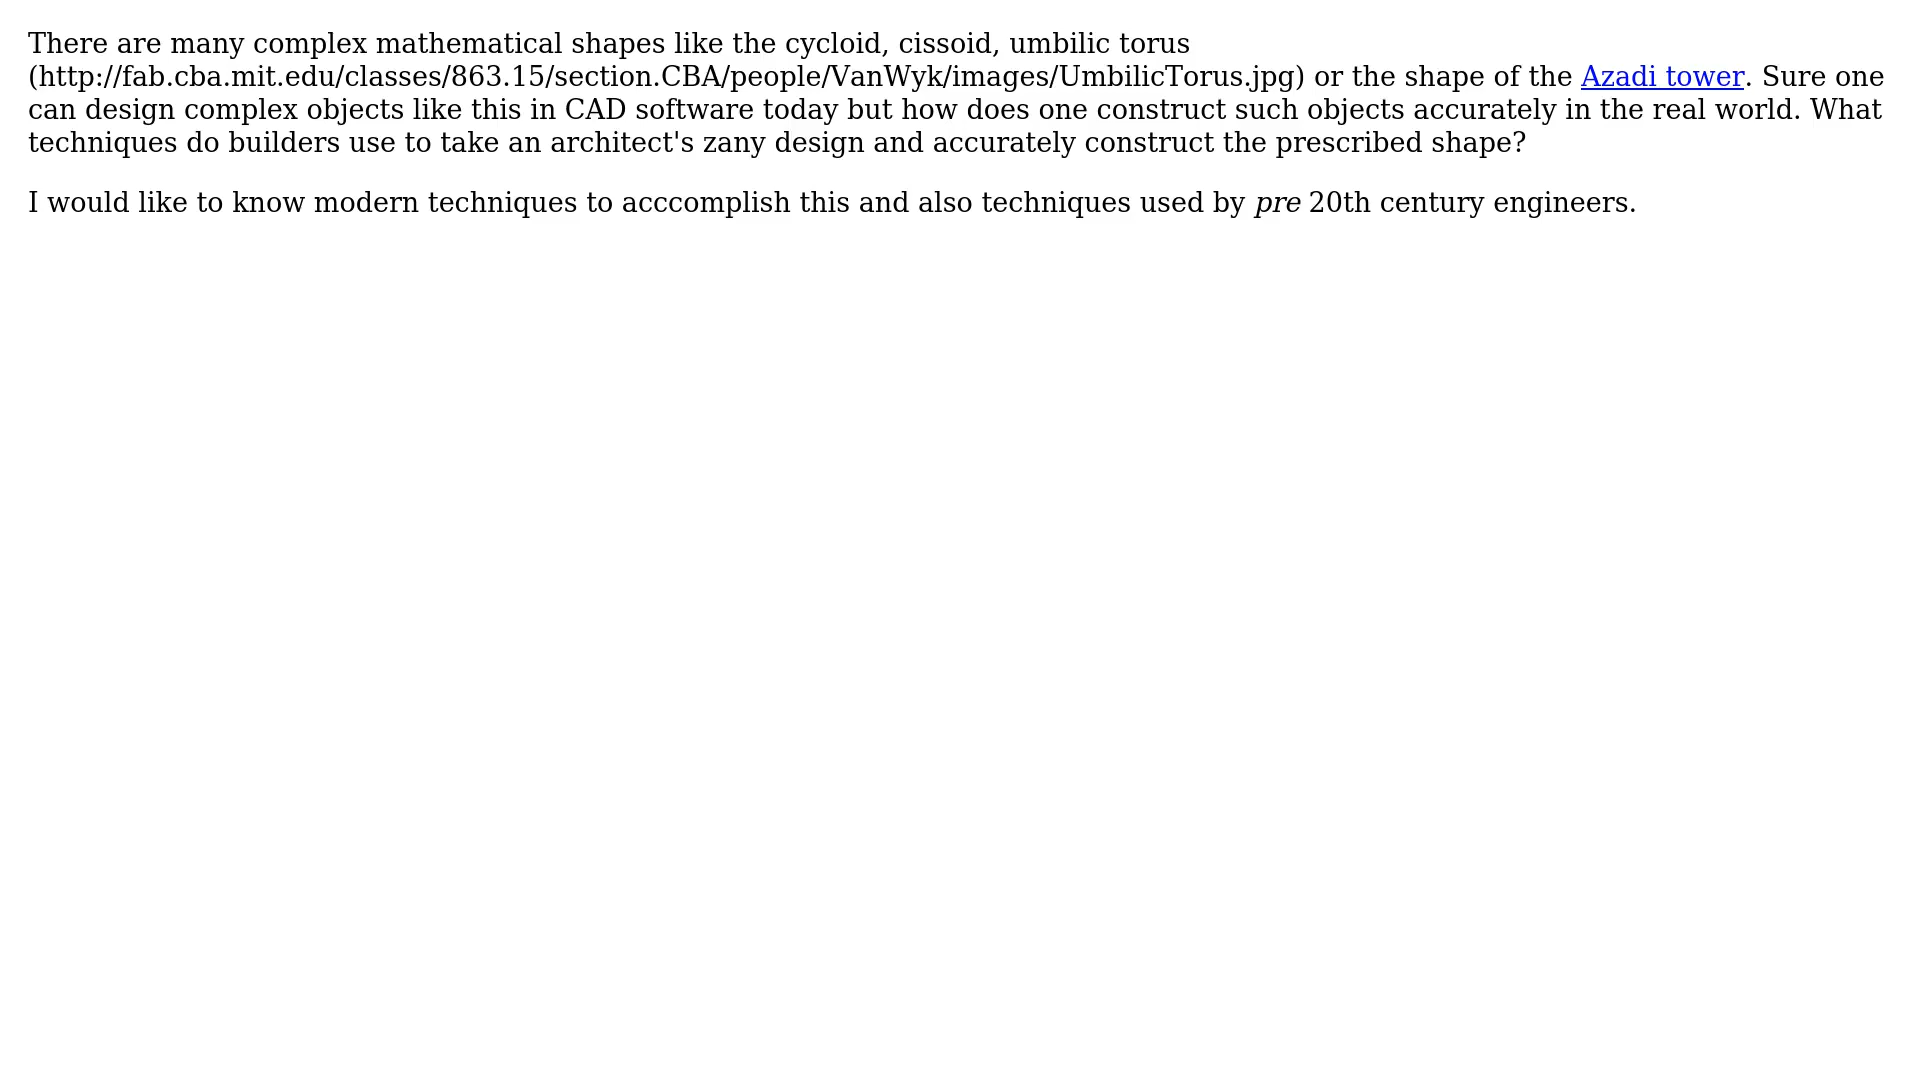 There are many complex mathematical shapes like the cycloid, cissoid, umbilic torus
(http://fab.cba.mit.edu/classes/863.15/section.CBA/people/VanWyk/images/UmbilicTorus.jpg) or the shape of the Azadi tower. Sure one
can design complex objects like this in CAD software today but how does one construct such objects accurately in the real world. What
techniques do builders use to take an architect's zany design and accurately construct the prescribed shape?
I would like to know modern techniques to acccomplish this and also techniques used by pre 20th century engineers.